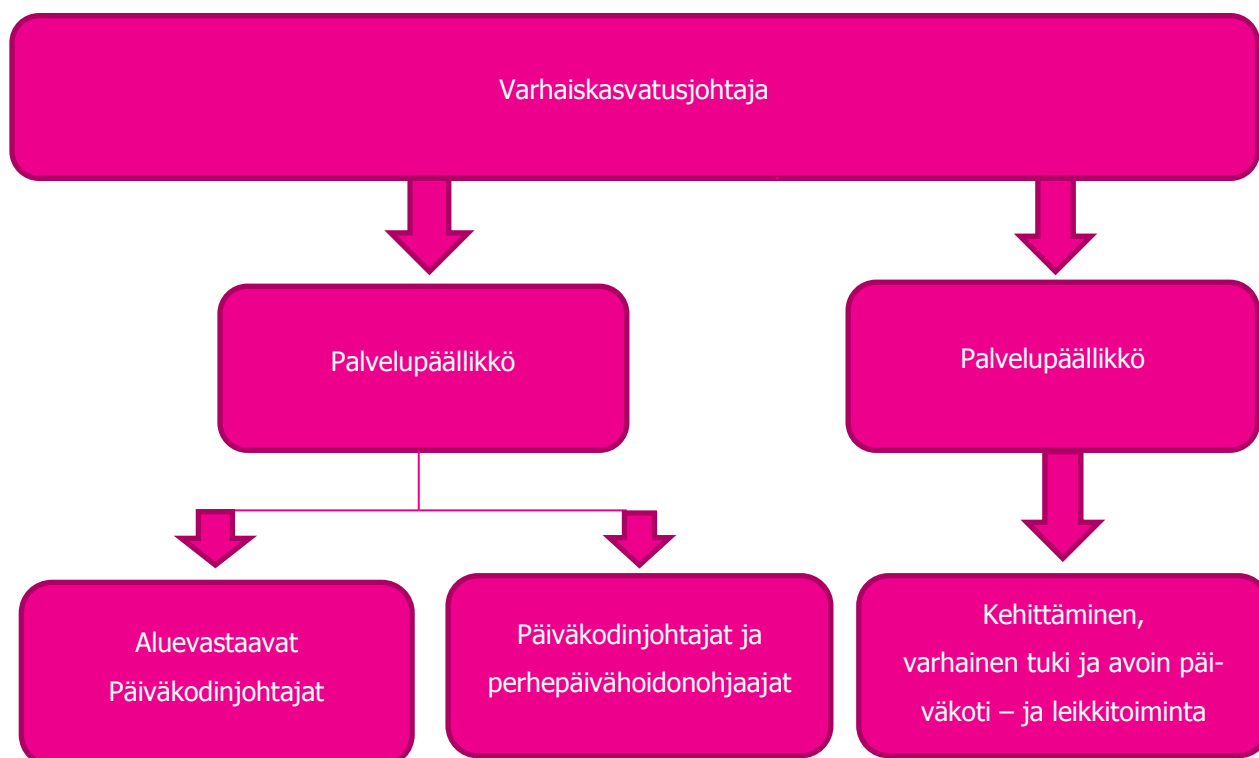 Varhaiskasvatusjohtaja
Palvelupäällikkö
Palvelupäällikkö
Aluevastaavat
Päiväkodinjohtajat
Päiväkodinjohtajat ja
perhepäivähoidonohjaajat
Kehittäminen,
varhainen tuki ja avoin päi-
väkoti – ja leikkitoiminta